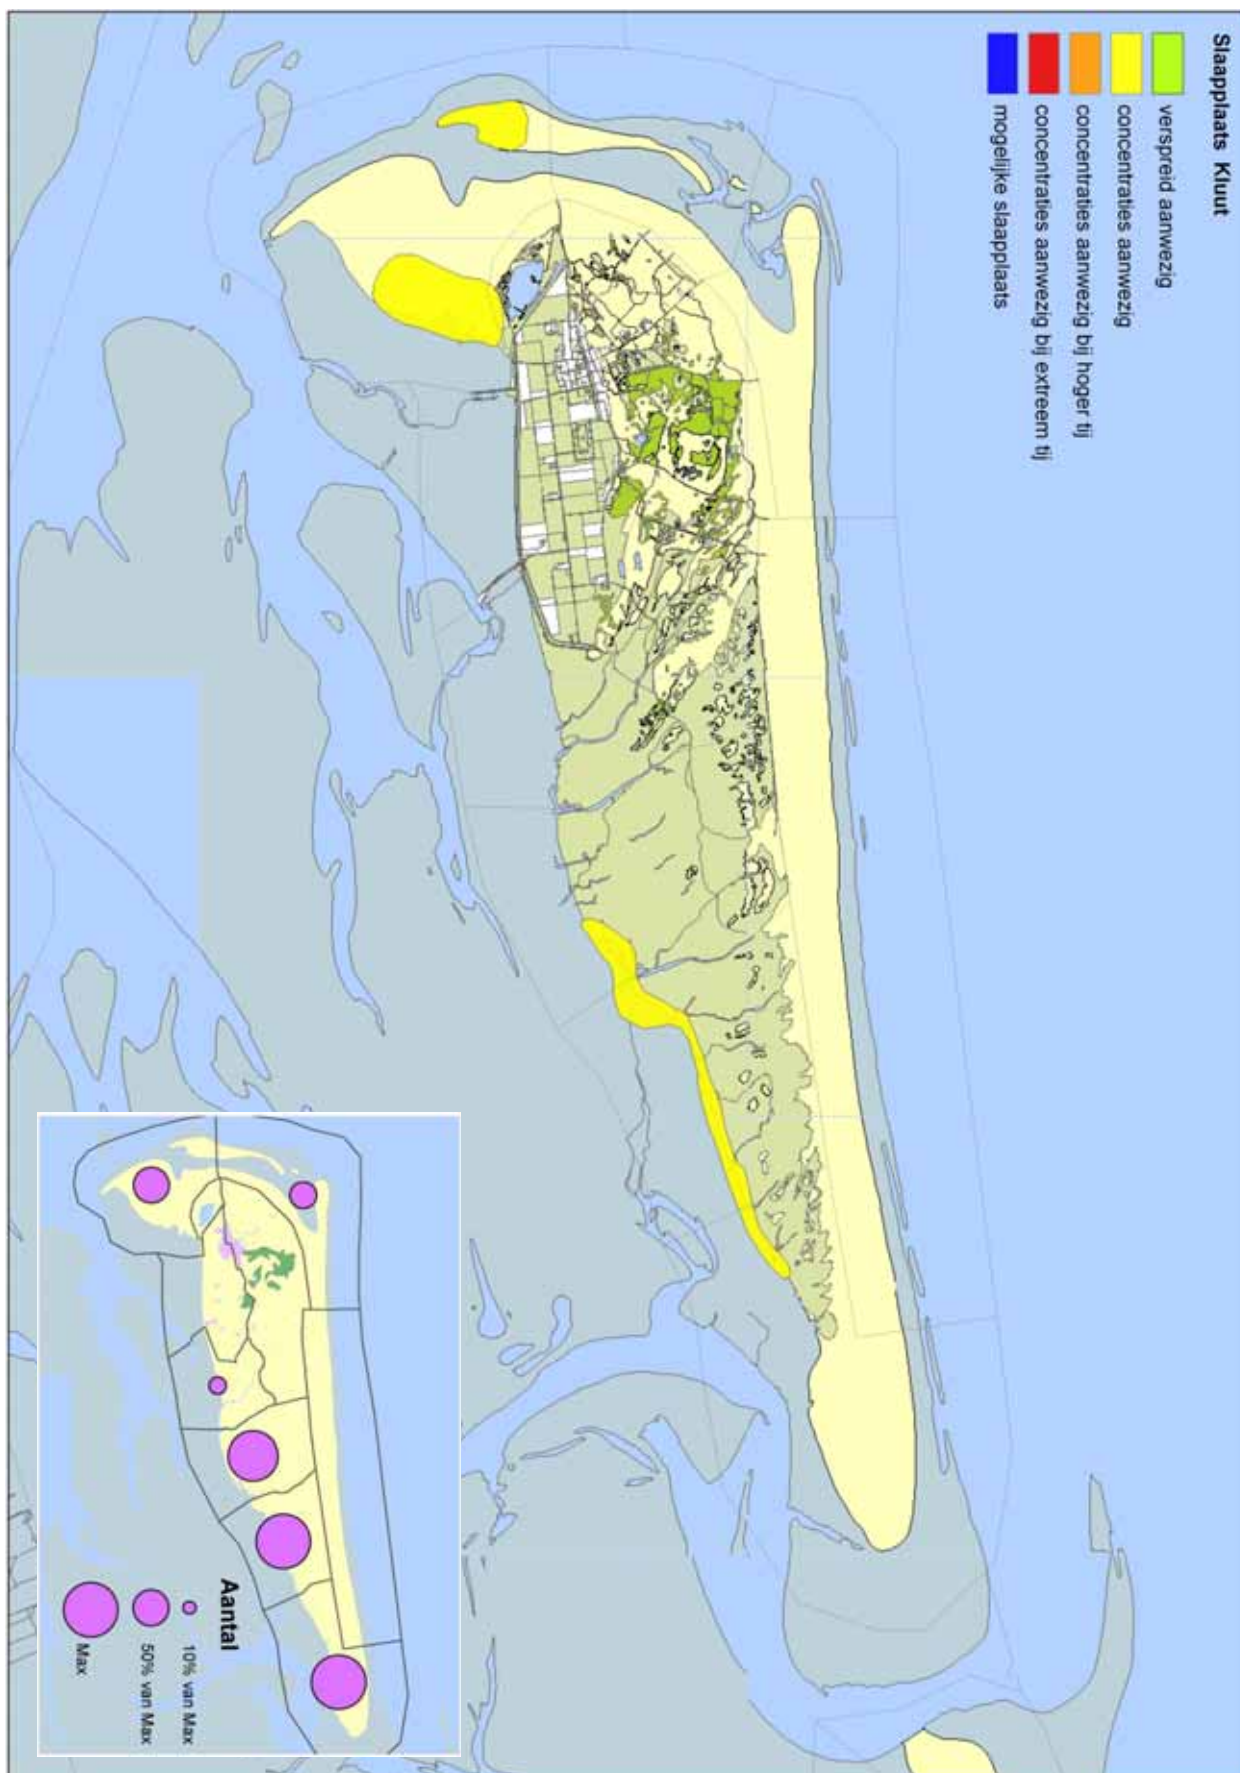 Slaapplaats Kluut
verspreid aanwezig
concentraties aanwezig
concentraties aanwezig bij hoger tij
concentraties aanwezig bij extreem tij
mogelijke slaapplaats
Aantal
10% van Max
50% van Max
Max